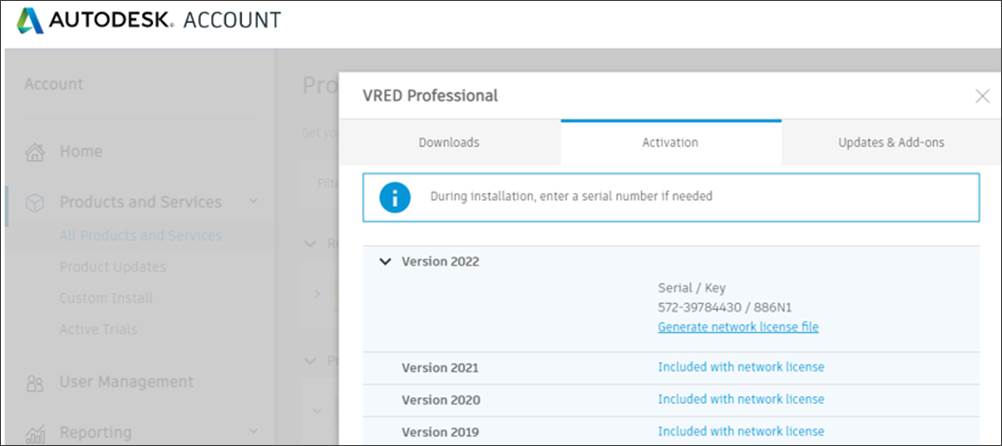 AUTODESK. ACCOUNT
Account
Home
Products and Services
All Products and Services
Product Updates
Custom Install
Active Trials
User Management
Reporting
Pro
Get you
Filte
VRED Professional
Downloads
Activation
Updates & Add-ons
During installation, enter a serial number if needed
Version 2022
Serial / Key
572-39784430 / 886N1
Generate network license file
Version 2021
Included with network license
Version 2020
Included with network license
Version 2019
Included with network license